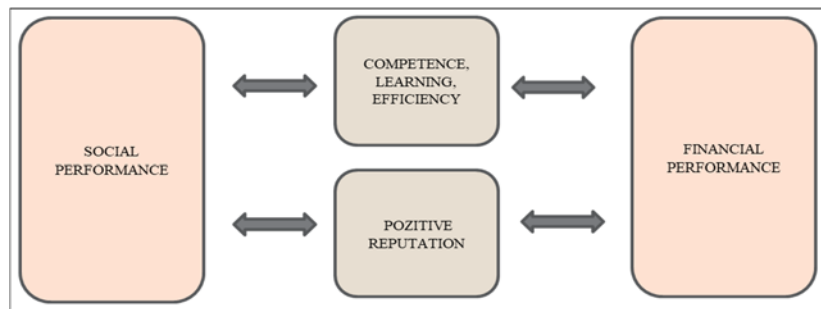 SOCIAL
PERFORMANCE
COMPETENCE,
LEARNING,
EFFICIENCY
POZITIVE
REPUTATION
FINANCIAL
PERFORMANCE